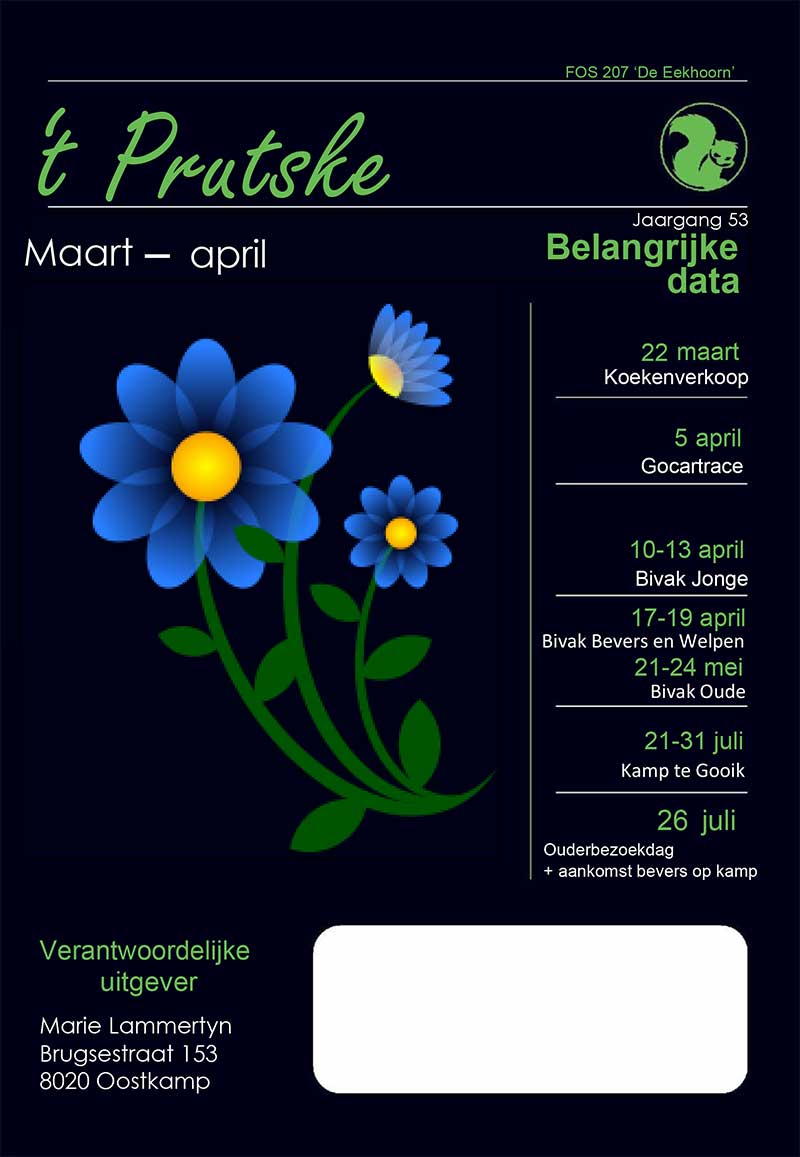 FOS 207 ‘De Eekhoorn’
't Prutske
Jaargang 53
Maart – april
Belangrijke
data
22 maart
Koekenverkoop
5 april
Gocartrace
10-13 april
Bivak Jonge
17-19 april
Bivak Bevers en Welpen
21-24 mei
Bivak Oude
21-31 juli
Kamp te Gooik
26 juli
Ouderbezoekdag
+ aankomst bevers op kamp
Verantwoordelijke
uitgever
Marie Lammertyn
Brugsestraat 153
8020 Oostkamp